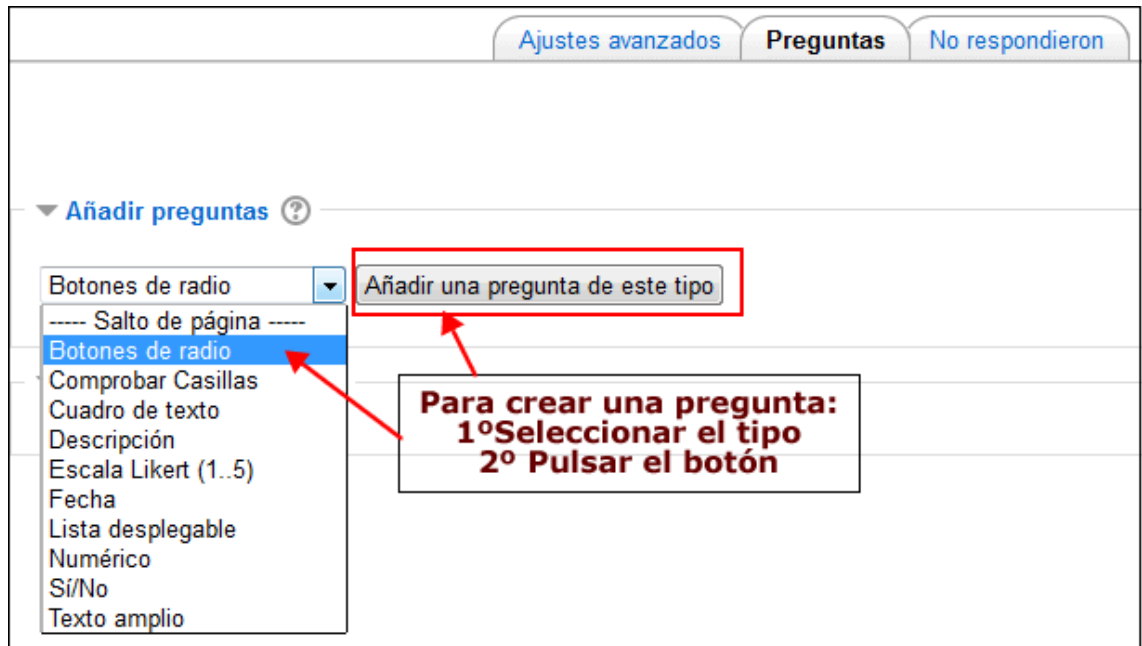 Ajustes avanzados Preguntas No respondieron
Añadir preguntas ?
Botones de radio Añadir una pregunta de este tipo
----- Salto de página -----
Botones de radio
Comprobar Casillas
Cuadro de texto
Descripción
Escala Likert (1..5)
Fecha
Lista desplegable
Numérico
Sí/No
Texto amplio
Para crear una pregunta:
1ºSeleccionar el tipo
2º Pulsar el botón